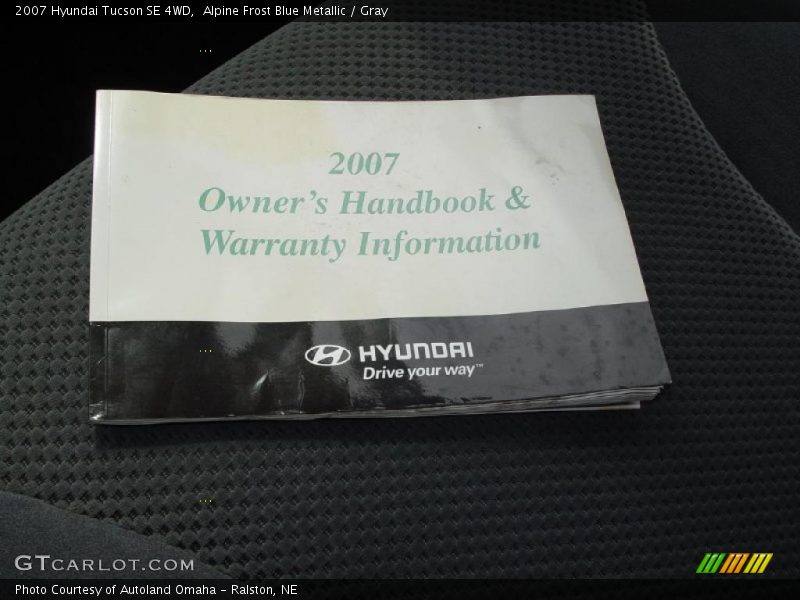 2007 Hyundai Tucson SE 4WD,  Alpine Frost Blue Metallic / Gray
2007
Owner's Handbook &
Warranty Information
HYUNDAI
Drive your way™
GTCARLOT.COM
Photo Courtesy of Autoland Omaha - Ralston, NE